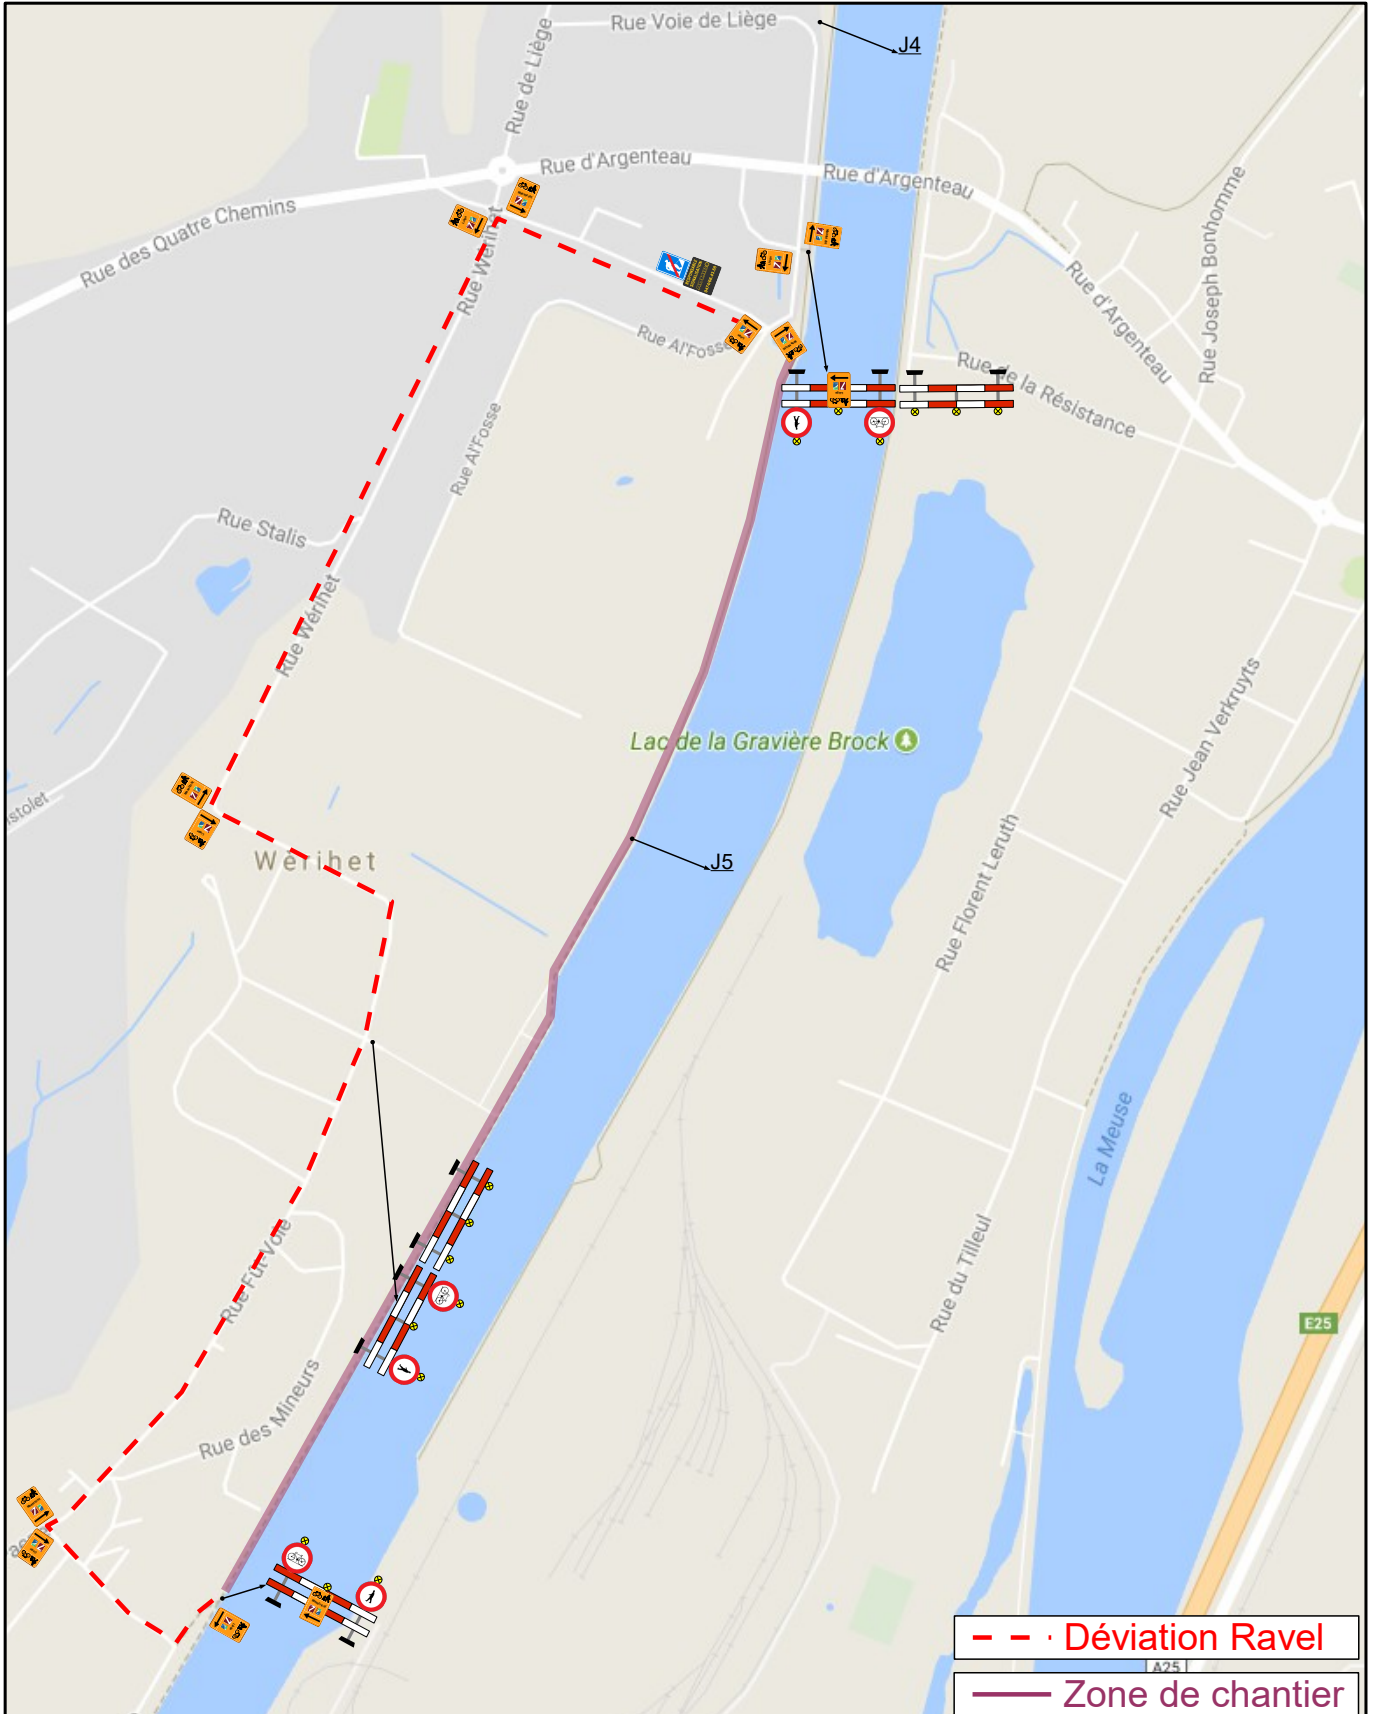 Rue Voie de Liège
J4
Rue de Liège
Rue d'Argenteau
Rue d'Argenteau
Rue des Quatre Chemins
Rue Joseph Bonhomme
Rue Wérihet
Rue d'Argenteau
Rue Al'Fosse
Rue de la Résistance
Rue Al'Fosse
Rue Stalis
Rue Wérihet
Lac de la Gravière Brock
Rue Jean Verkruyts
istolet
Wérihet
J5
Rue Florent Leruth
La Meuse
Rue Fût-Voie
Rue du Tilleul
E25
Rue des Mineurs
Déviation Ravel
A25
Zone de chantier